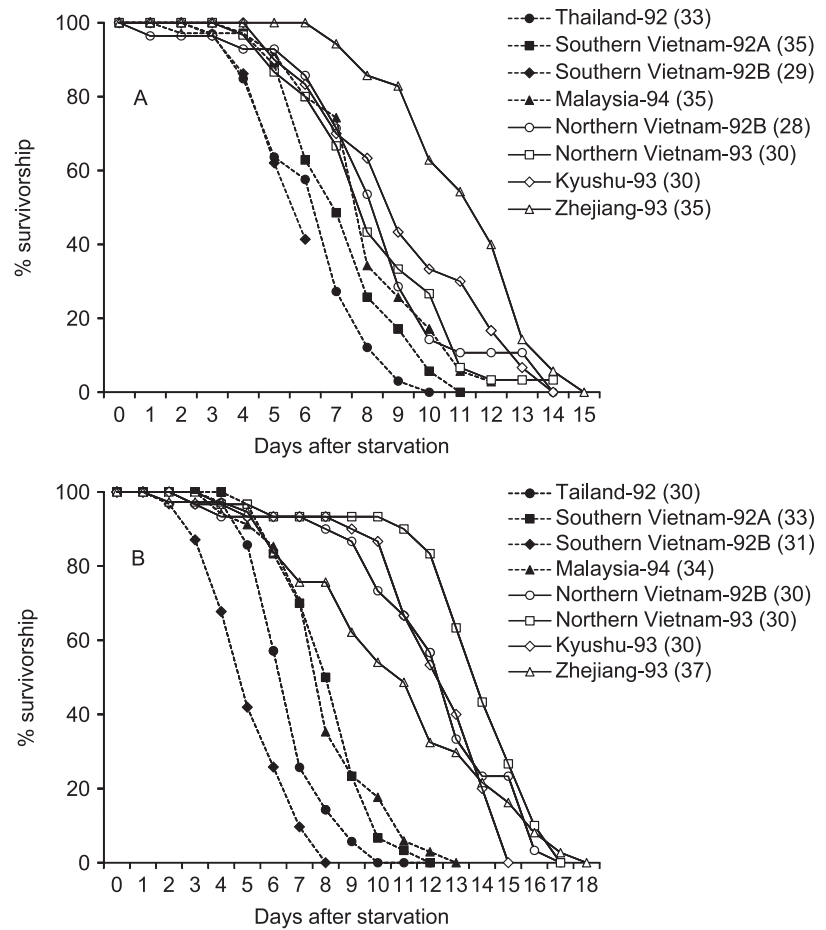 100
80
60
40
20
0
% survivorship
A
0 1 2 3 4 5 6 7 8 9 10 11 12 13 14 15
Days after starvation
Thailand-92 (33)
Southern Vietnam-92A (35)
Southern Vietnam-92B (29)
Malaysia-94 (35)
Northern Vietnam-92B (28)
Northern Vietnam-93 (30)
Kyushu-93 (30)
Zhejiang-93 (35)
100
80
60
40
20
0
% survivorship
B
0 1 2 3 4 5 6 7 8 9 10 11 12 13 14 15 16 17 18
Days after starvation
Tailand-92 (30)
Southern Vietnam-92A (33)
Southern Vietnam-92B (31)
Malaysia-94 (34)
Northern Vietnam-92B (30)
Northern Vietnam-93 (30)
Kyushu-93 (30)
Zhejiang-93 (37)